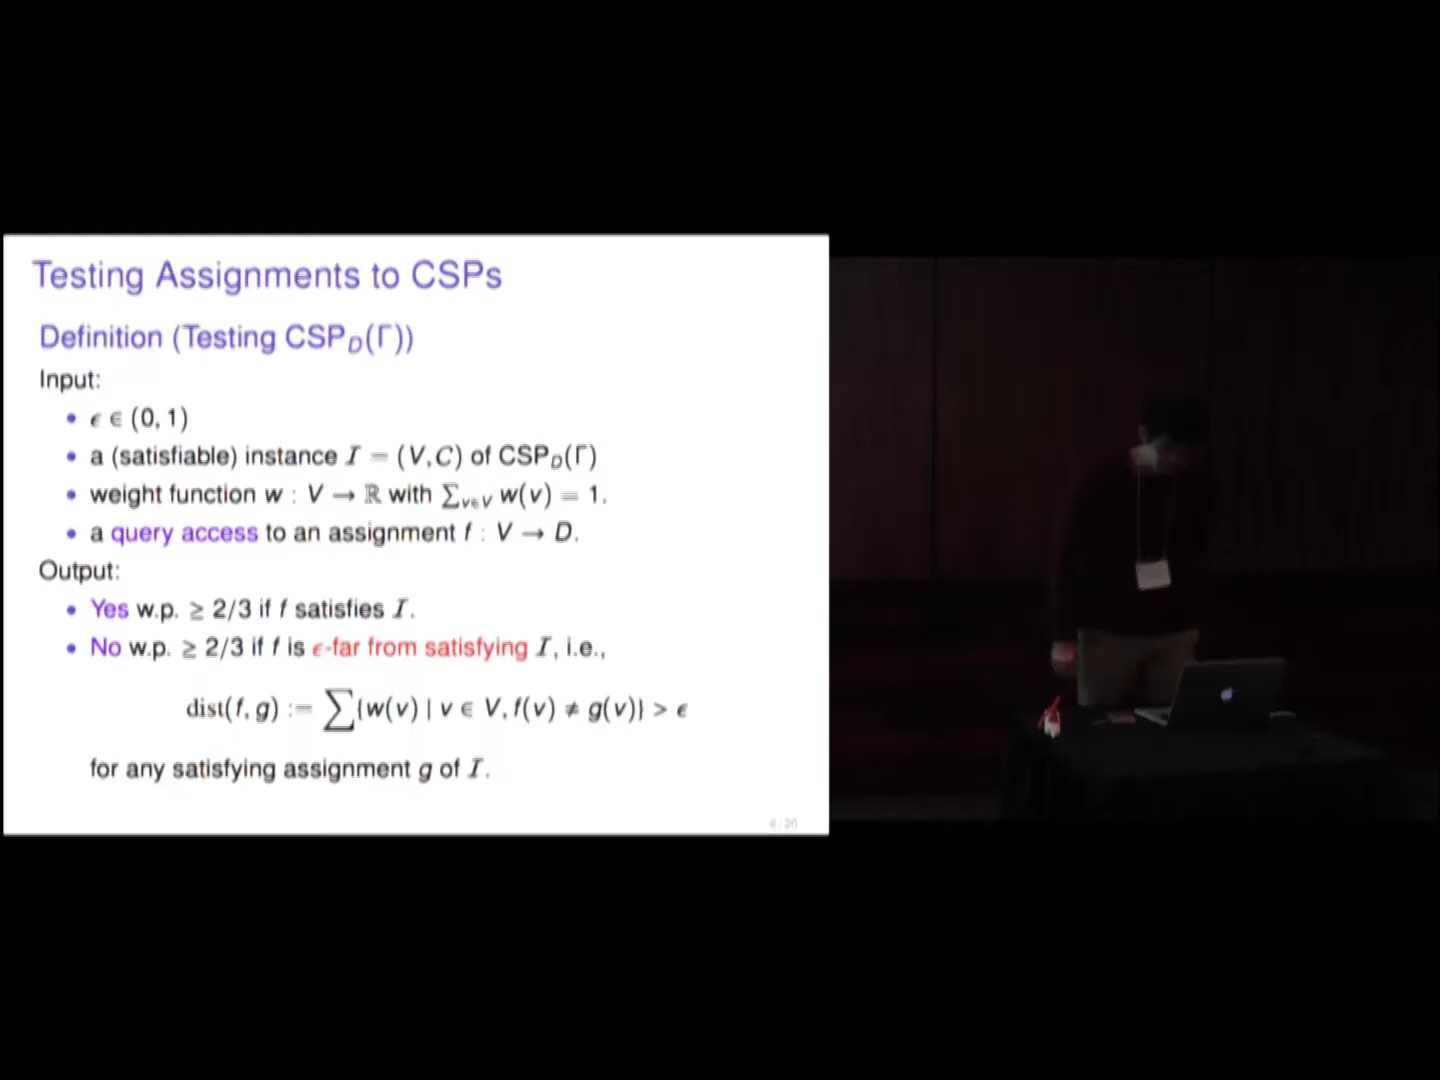 Testing Assignments to CSPs
Definition (Testing CSP_D(Γ))
Input:
• ϵ ∈ (0, 1)
• a (satisfiable) instance I = (V, C) of CSP_D(Γ)
• weight function w : V → ℝ with ∑_{v∈V} w(v) = 1.
• a query access to an assignment f : V → D.
Output:
• Yes w.p. ≥ 2/3 if f satisfies I.
• No w.p. ≥ 2/3 if f is ϵ-far from satisfying I, i.e.,
dist(f, g) := ∑{w(v) | v ∈ V, f(v) ≠ g(v)} > ϵ
for any satisfying assignment g of I.
6 / 20